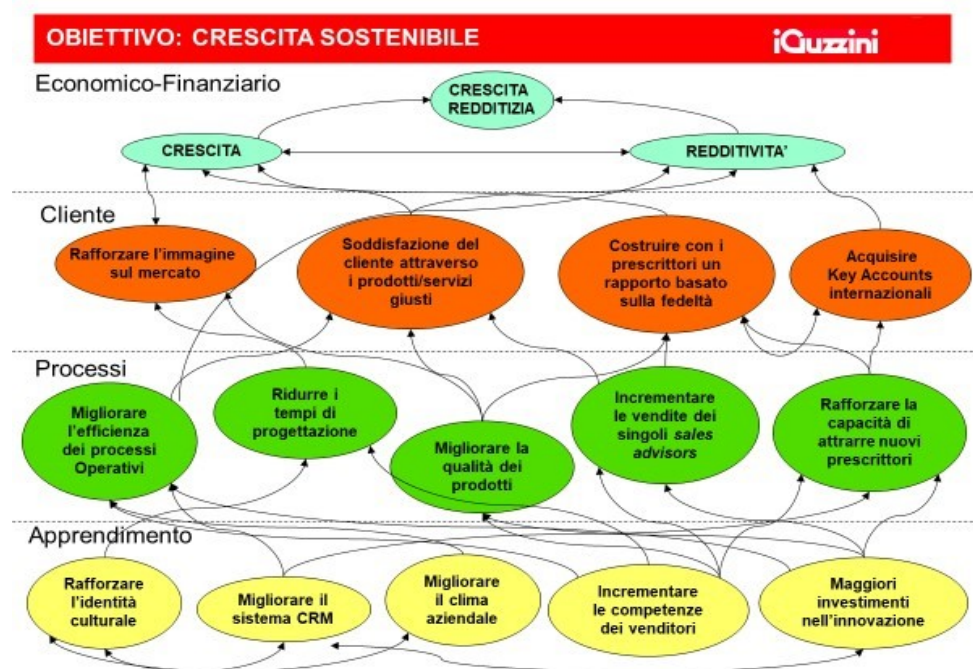 OBIETTIVO: CRESCITA SOSTENIBILE
iGuzzini
Economico-Finanziario
CRESCITA
REDDITIZIA
CRESCITA
REDDITIVITA'
Cliente
Rafforzare l'immagine
sul mercato
Soddisfazione del
cliente attraverso
i prodotti/servizi
giusti
Costruire con i
prescrittori un
rapporto basato
sulla fedeltà
Acquisire
Key Accounts
internazionali
Processi
Migliorare
l'efficienza
dei processi
Operativi
Ridurre i
tempi di
progettazione
Migliorare la
qualità dei
prodotti
Incrementare
le vendite dei
singoli sales
advisors
Rafforzare la
capacità di
attrarre nuovi
prescrittori
Apprendimento
Rafforzare
l'identità
culturale
Migliorare il
sistema CRM
Migliorare
il clima
aziendale
Incrementare
le competenze
dei venditori
Maggiori
investimenti
nell'innovazione